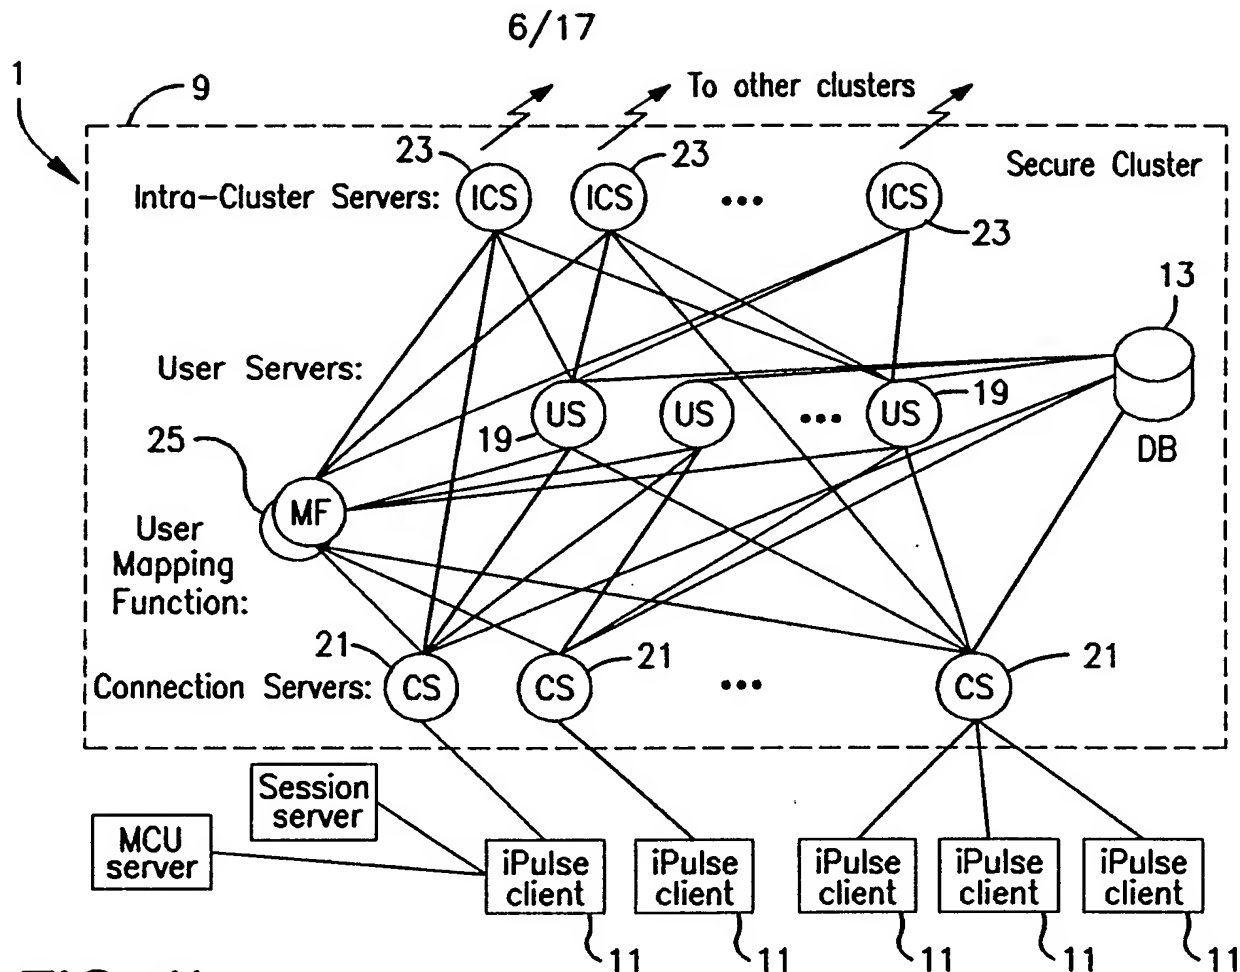 6/17
1
9
To other clusters
23
23
Secure Cluster
Intra-Cluster Servers:
ICS
ICS
...
ICS
23
13
User Servers:
19
US
US
...
US
19
DB
25
MF
User
Mapping
Function:
21
21
21
Connection Servers:
CS
CS
...
CS
Session
server
MCU
server
iPulse
client
iPulse
client
iPulse
client
iPulse
client
iPulse
client
11
11
11
11
11